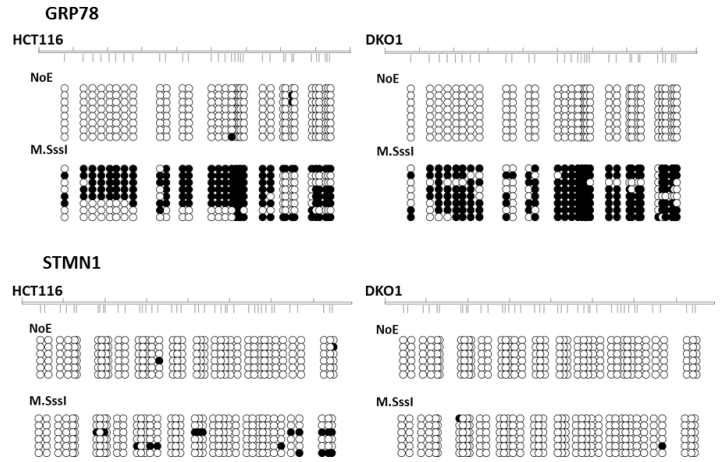 GRP78
HCT116
DKO1
NoE
NoE
M.SssI
M.SssI
STMN1
HCT116
DKO1
NoE
NoE
M.SssI
M.SssI